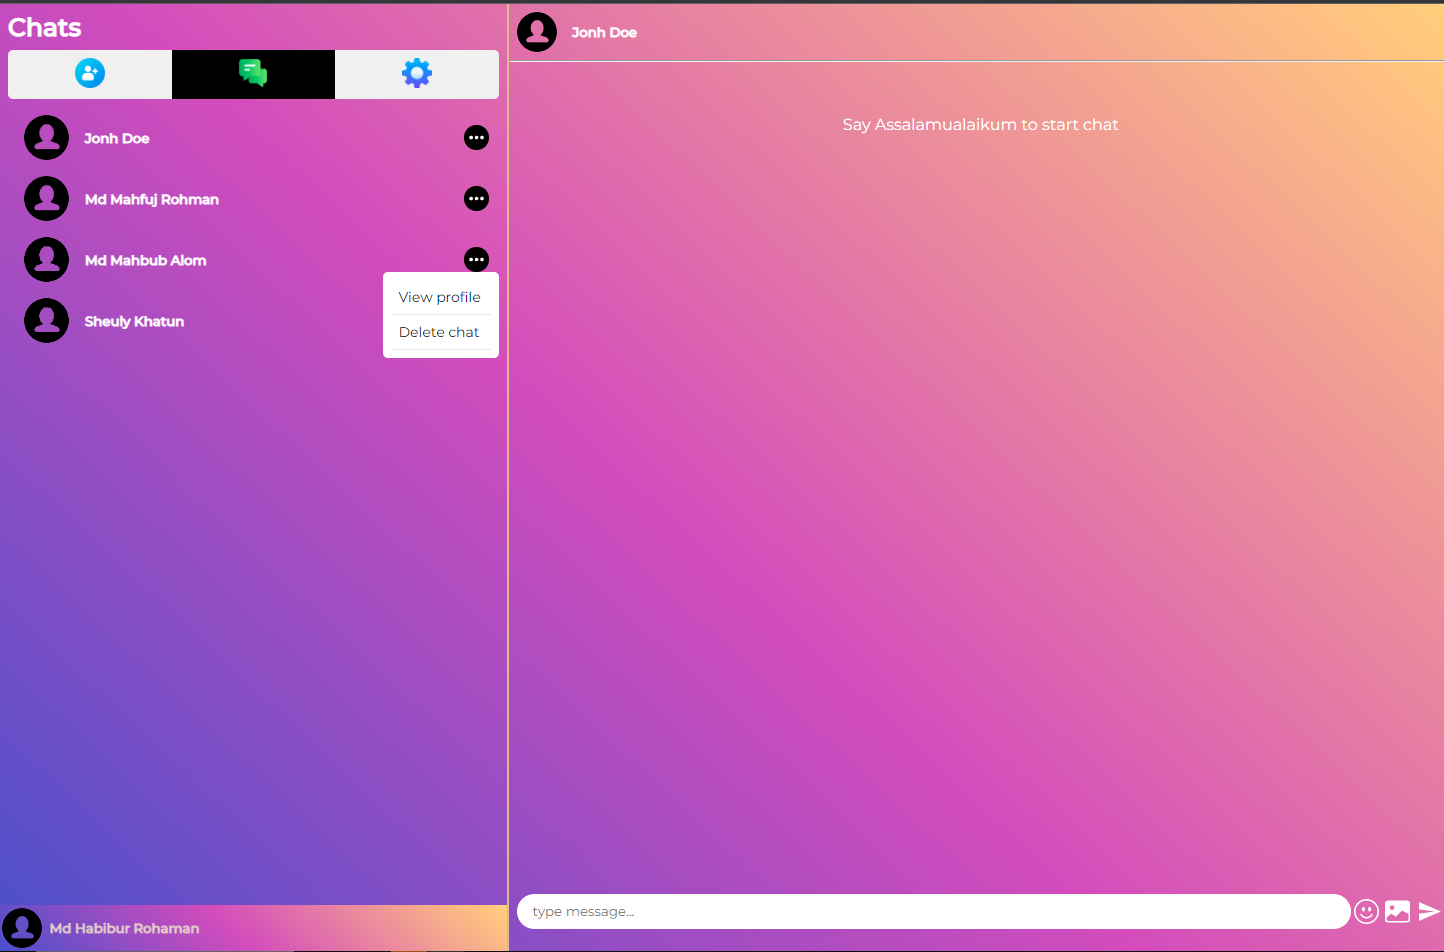 Chats
Jonh Doe
Md Mahfuj Rohman
Md Mahbub Alom
View profile
Sheuly Khatun
Delete chat
Md Habibur Rohaman
Jonh Doe
Say Assalamualaikum to start chat
type message...